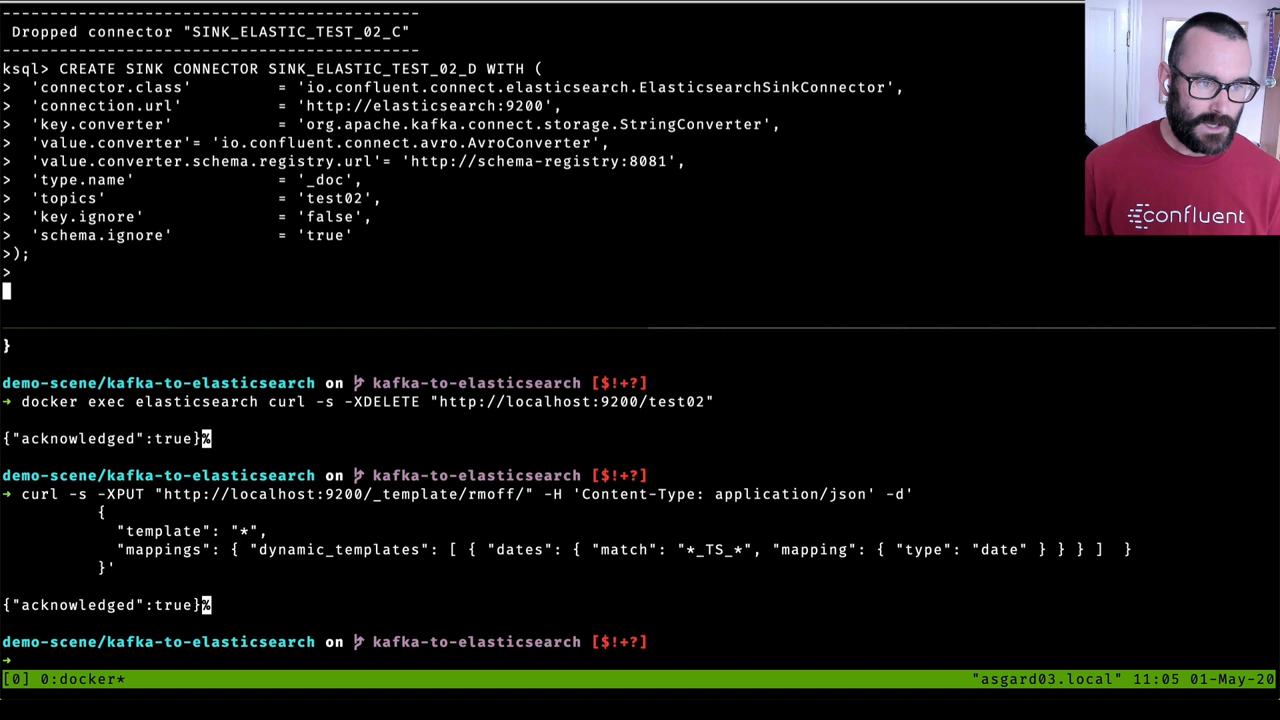 Dropped connector "SINK_ELASTIC_TEST_02_C"
ksql> CREATE SINK CONNECTOR SINK_ELASTIC_TEST_02_D WITH (
>  'connector.class'           = 'io.confluent.connect.elasticsearch.ElasticsearchSinkConnector',
>  'connection.url'            = 'http://elasticsearch:9200',
>  'key.converter'             = 'org.apache.kafka.connect.storage.StringConverter',
>  'value.converter'= 'io.confluent.connect.avro.AvroConverter',
>  'value.converter.schema.registry.url'= 'http://schema-registry:8081',
>  'type.name'                 = '_doc',
>  'topics'                    = 'test02',
>  'key.ignore'                = 'false',
>  'schema.ignore'             = 'true'
>);
>
confluent
}
demo-scene/kafka-to-elasticsearch on kafka-to-elasticsearch [$!+?]
→ docker exec elasticsearch curl -s -XDELETE "http://localhost:9200/test02"
{"acknowledged":true}%
demo-scene/kafka-to-elasticsearch on kafka-to-elasticsearch [$!+?]
→ curl -s -XPUT "http://localhost:9200/_template/rmoff/" -H 'Content-Type: application/json' -d'
{
"template": "*",
"mappings": { "dynamic_templates": [ { "dates": { "match": "*_TS_*", "mapping": { "type": "date" } } } ]  }
}'
{"acknowledged":true}%
demo-scene/kafka-to-elasticsearch on kafka-to-elasticsearch [$!+?]
→
[0] 0:docker* "asgard03.local" 11:05 01-May-20